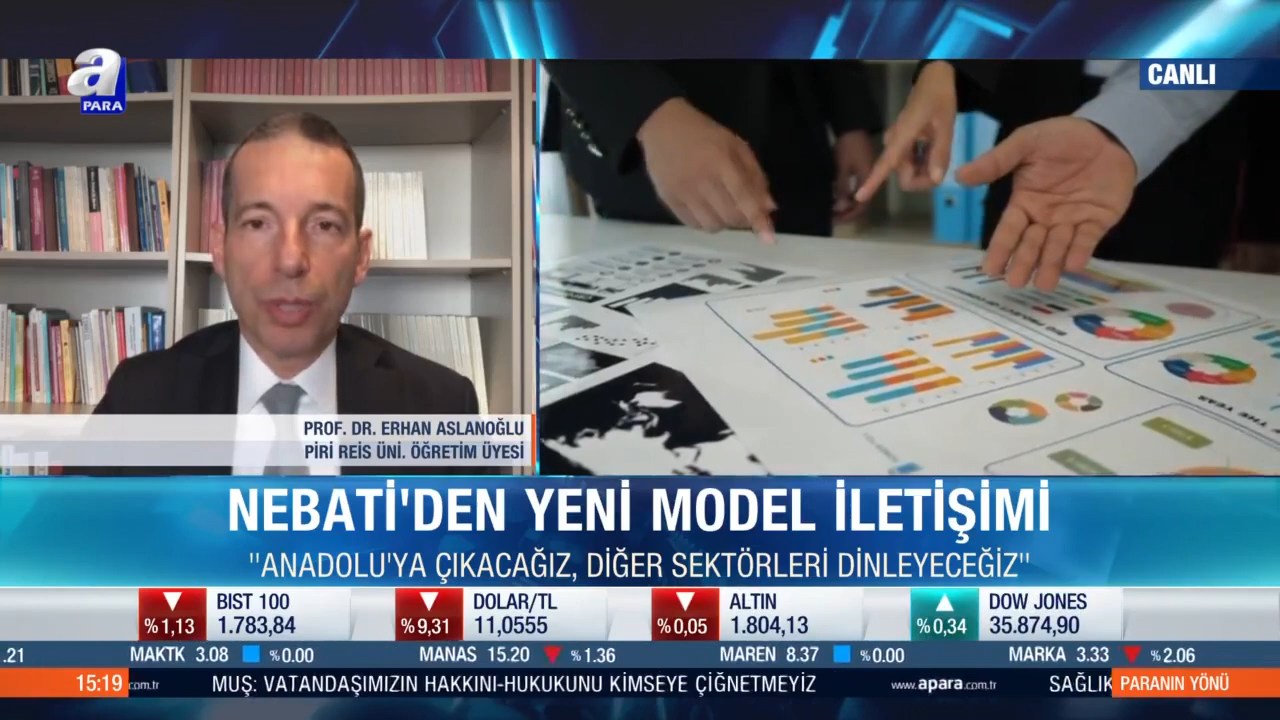 a
PARA
CANLI
PROF. DR. ERHAN ASLANOĞLU
PİRİ REİS ÜNİ. ÖĞRETİM ÜYESİ
NEBATİ'DEN YENİ MODEL İLETİŞİMİ
"ANADOLU'YA ÇIKACAĞIZ, DİĞER SEKTÖRLERİ DİNLEYECEĞİZ"
%1,13 BIST 100 1.783,84
%9,31 DOLAR/TL 11,0555
%0,05 ALTIN 1.804,13
%0,34 DOW JONES 35.874,90
.21 MAKTK 3.08 %0.00 MANAS 15.20 %1.36 MAREN 8.37 %0.00 MARKA 3.33 %2.06
15:19 .com.tr MUŞ: VATANDAŞIMIZIN HAKKINI-HUKUKUNU KİMSEYE ÇİĞNETMEYİZ www.apara.com.tr SAĞLIK PARANIN YÖNÜ